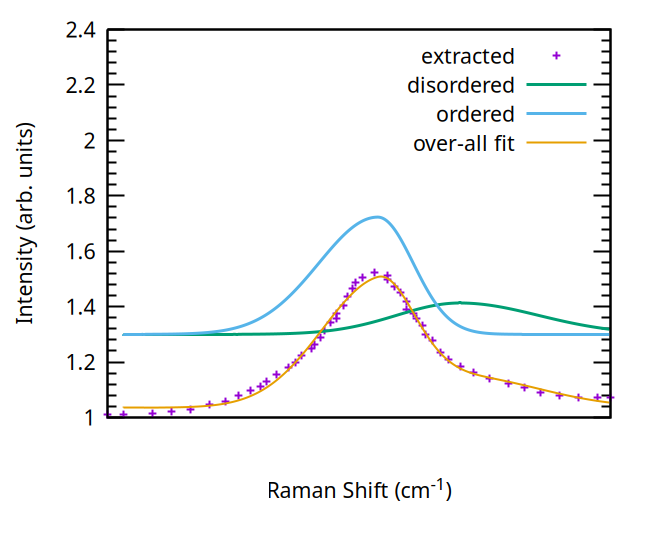 2.4
2.2
2
1.8
1.6
1.4
1.2
1
Intensity (arb. units)
extracted
disordered
ordered
over-all fit
Raman Shift (cm⁻¹)